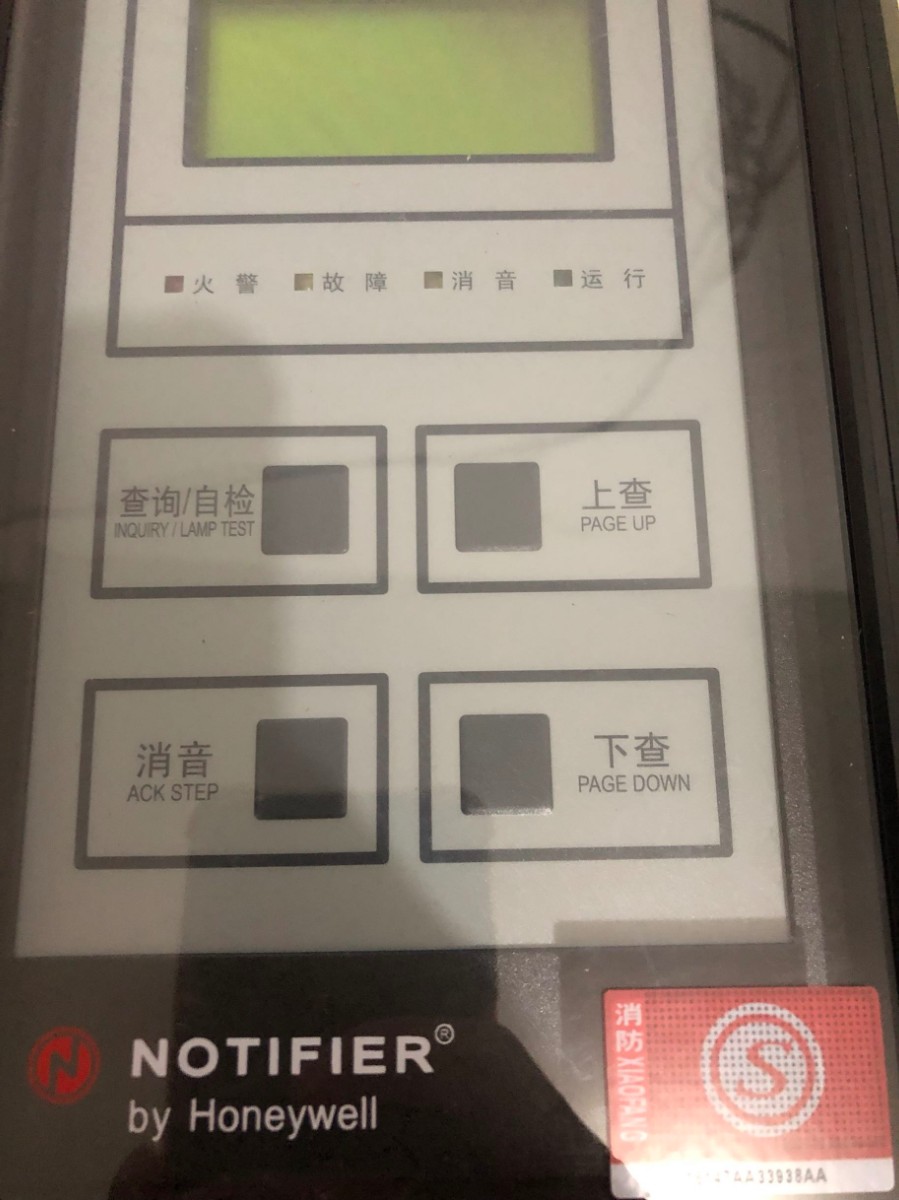 火警 故障 消音 运行
查询/自检
INQUIRY / LAMP TEST
上查
PAGE UP
消音
ACK STEP
下查
PAGE DOWN
NOTIFIER®
by Honeywell
消防 XIAOFANG
S